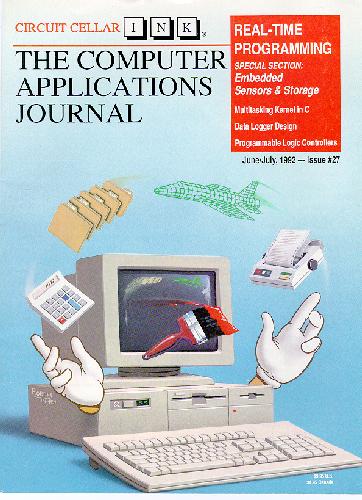 CIRCUIT CELLAR INK®
THE COMPUTER
APPLICATIONS
JOURNAL
REAL-TIME
PROGRAMMING
SPECIAL SECTION:
Embedded
Sensors & Storage
Multitasking Kernel in C
Data Logger Design
Programmable Logic Controllers
June/July, 1992 — Issue #27